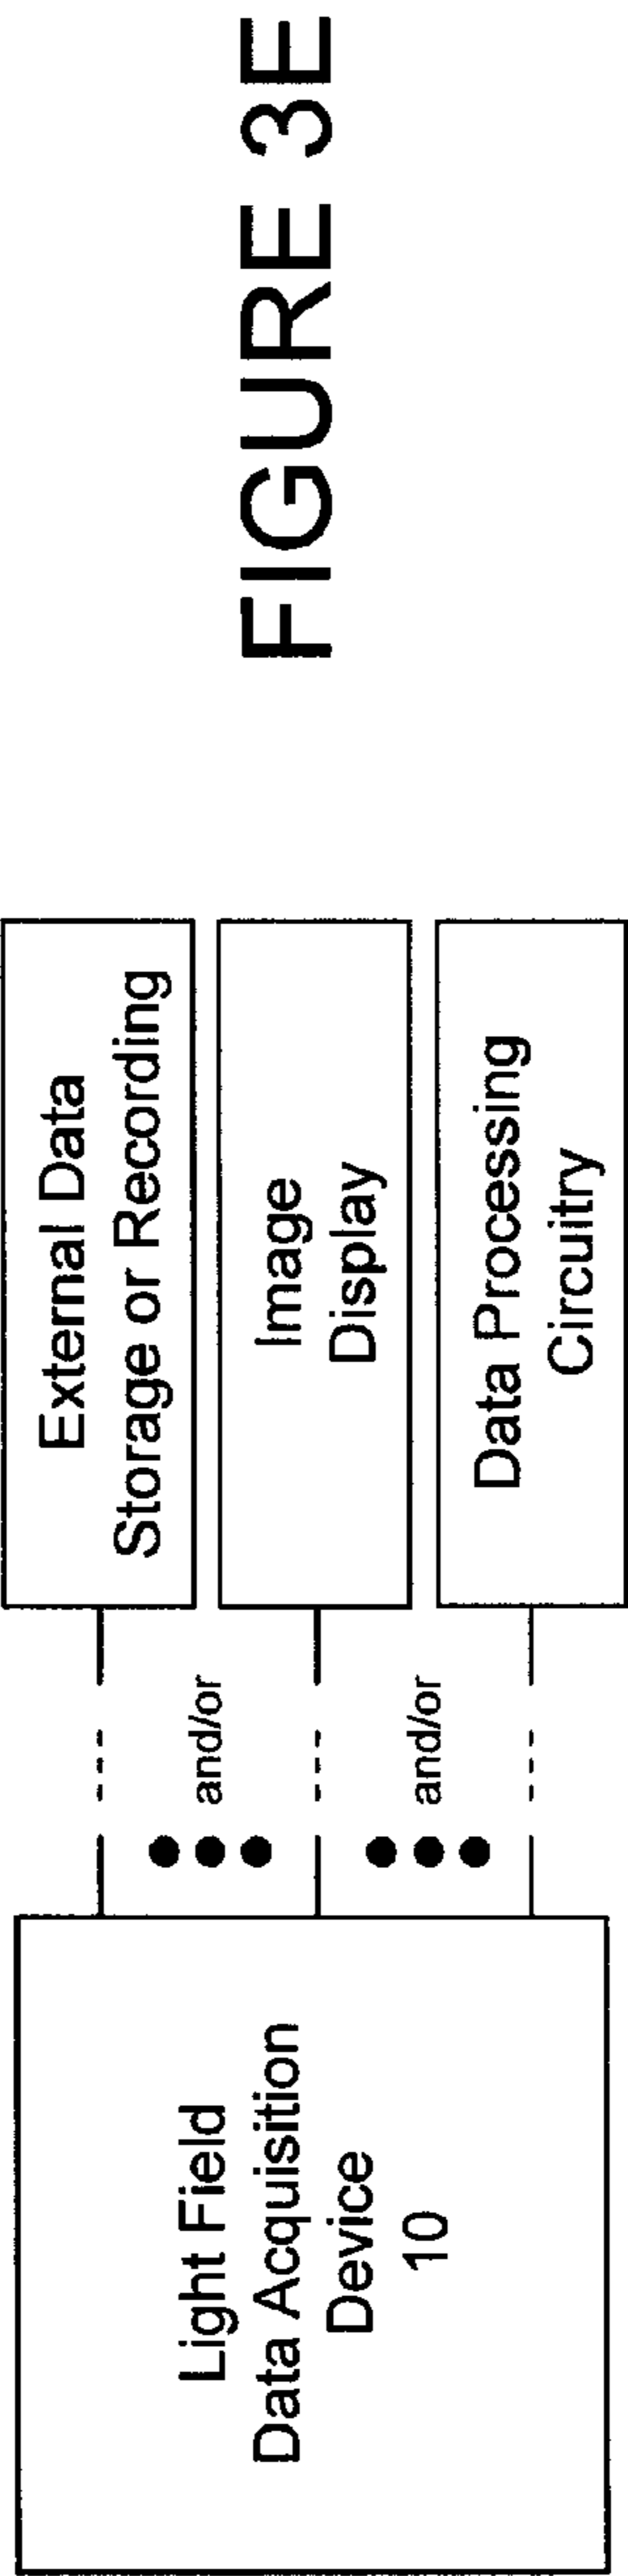 Light Field
Data Acquisition
Device
10
and/or
and/or
External Data
Storage or Recording
Image
Display
Data Processing
Circuitry
FIGURE 3E